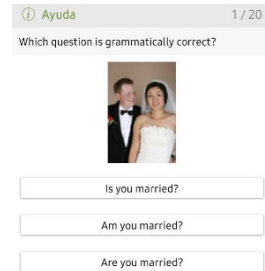 Ayuda 1 / 20
Which question is grammatically correct?
Is you married?
Am you married?
Are you married?